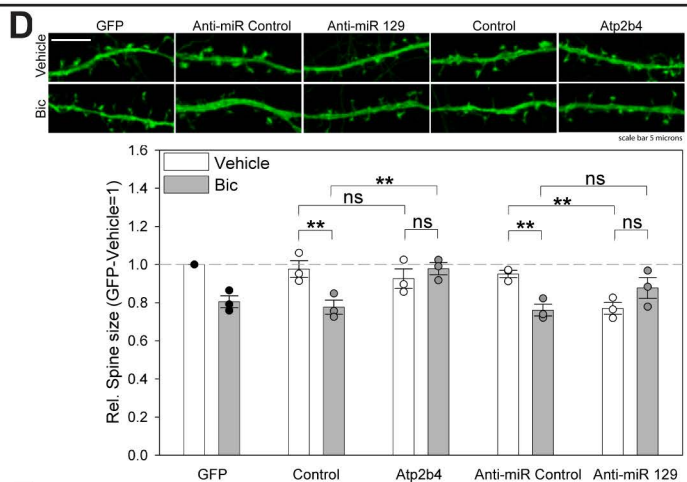 D
GFP Anti-miR Control Anti-miR 129 Control Atp2b4
Vehicle
Bic
scale bar 5 microns
Rel. Spine size (GFP-Vehicle=1)
1.6
1.4
1.2
1.0
0.8
0.6
0.4
0.2
0.0
Vehicle
Bic
** ns
ns **
** ns ** ns
GFP Control Atp2b4 Anti-miR Control Anti-miR 129